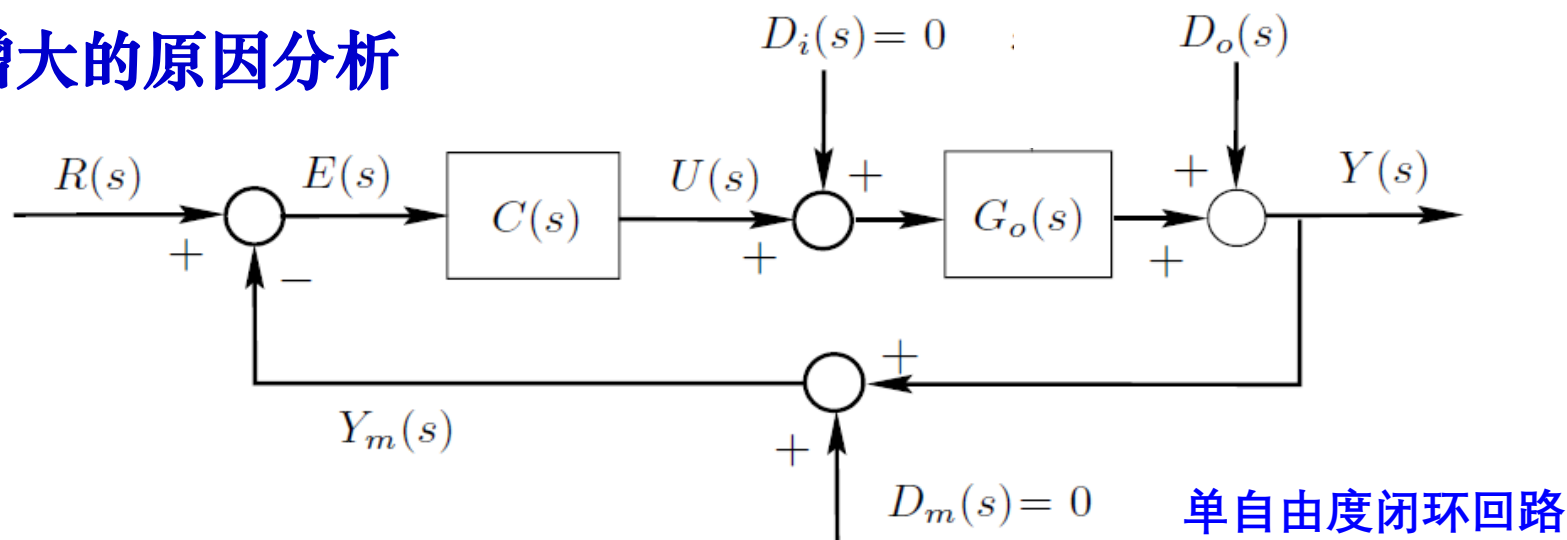 增大的原因分析
D_i(s) = 0
D_o(s)
R(s)
+
−
E(s)
C(s)
U(s)
+
+
G_o(s)
+
+
Y(s)
Y_m(s)
+
+
D_m(s) = 0
单自由度闭环回路